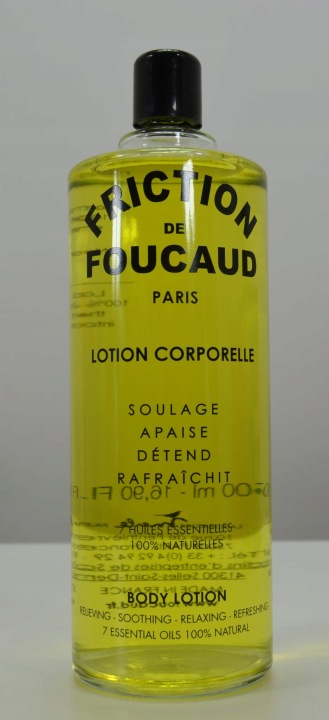 FRICTION
DE
FOUCAUD
PARIS
LOTION CORPORELLE
SOULAGE
APAISE
DÉTEND
RAFRAÎCHIT
7 HUILES ESSENTIELLES
100% NATURELLES
BODY LOTION
RELIEVING - SOOTHING - RELAXING - REFRESHING
7 ESSENTIAL OILS 100% NATURAL